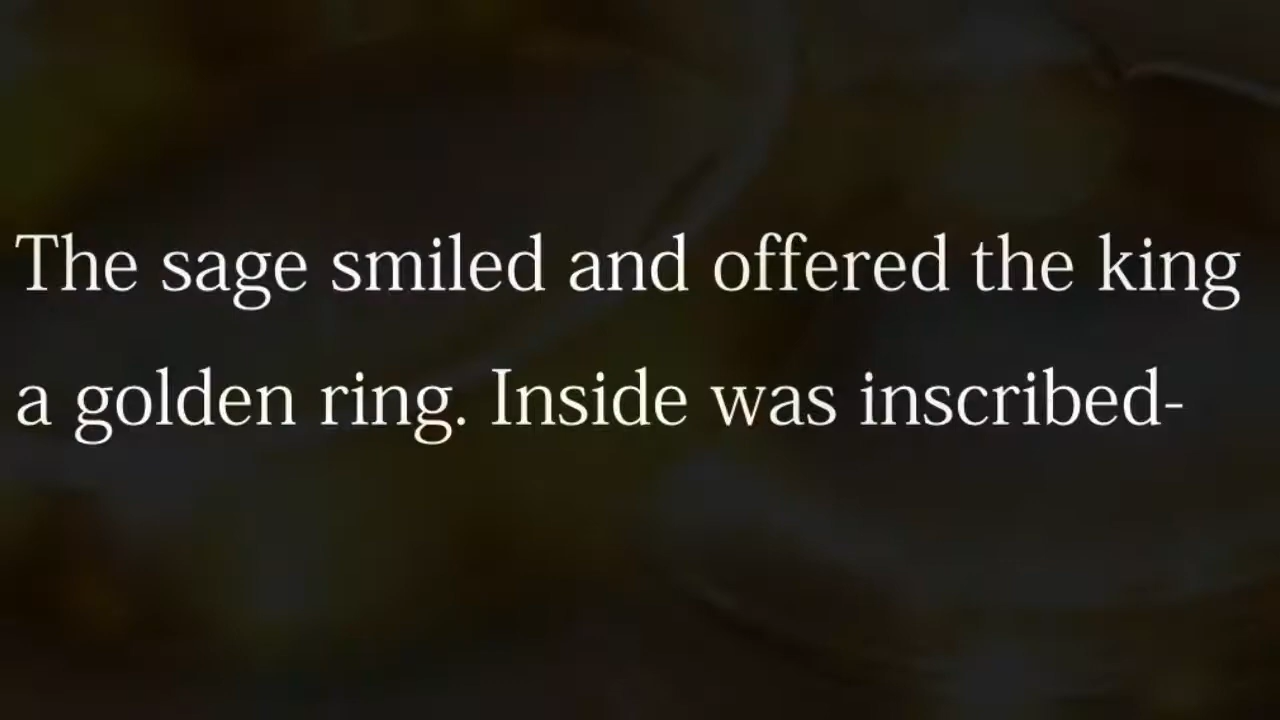 The sage smiled and offered the king
a golden ring. Inside was inscribed-